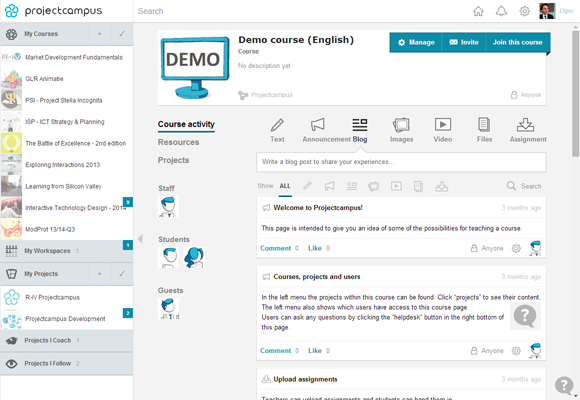 projectcampus
Search
Elger
My Courses
Market Development Fundamentals
GLR Animatie
PSI - Project Stella Incognita
ISP - ICT Strategy & Planning
The Battle of Excellence - 2nd edition
Exploring Interactions 2013
Learning from Silicon Valley
Interactive Technology Design - 2014
9
ModProt 13/14-Q3
My Workspaces 1
1
My Projects
R-IV Projectcampus
Projectcampus Development
2
Projects I Coach 1
Projects I Follow 2
DEMO
Demo course (English)
Course
No description yet
Projectcampus
Anyone
Manage
Invite
Join this course
Course activity
Resources
Projects
Staff
Students
Guests
Text
Announcement
Blog
Images
Video
Files
Assignment
Write a blog post to share your experiences...
Show ALL
Search
Welcome to Projectcampus!
3 months ago
This page is intended to give you an idea of some of the possibilities for teaching a course.
Comment 0 Like 0
Anyone
Courses, projects and users
3 months ago
In the left menu the projects within this course can be found. Click "projects" to see their content.
The left menu also shows which users have access to this course page.
Users can ask any questions by clicking the "helpdesk" button in the right bottom of
this page.
?
Comment 0 Like 0
Anyone
Upload assignments
3 months ago
Teachers can upload assignments and students can hand them in
?